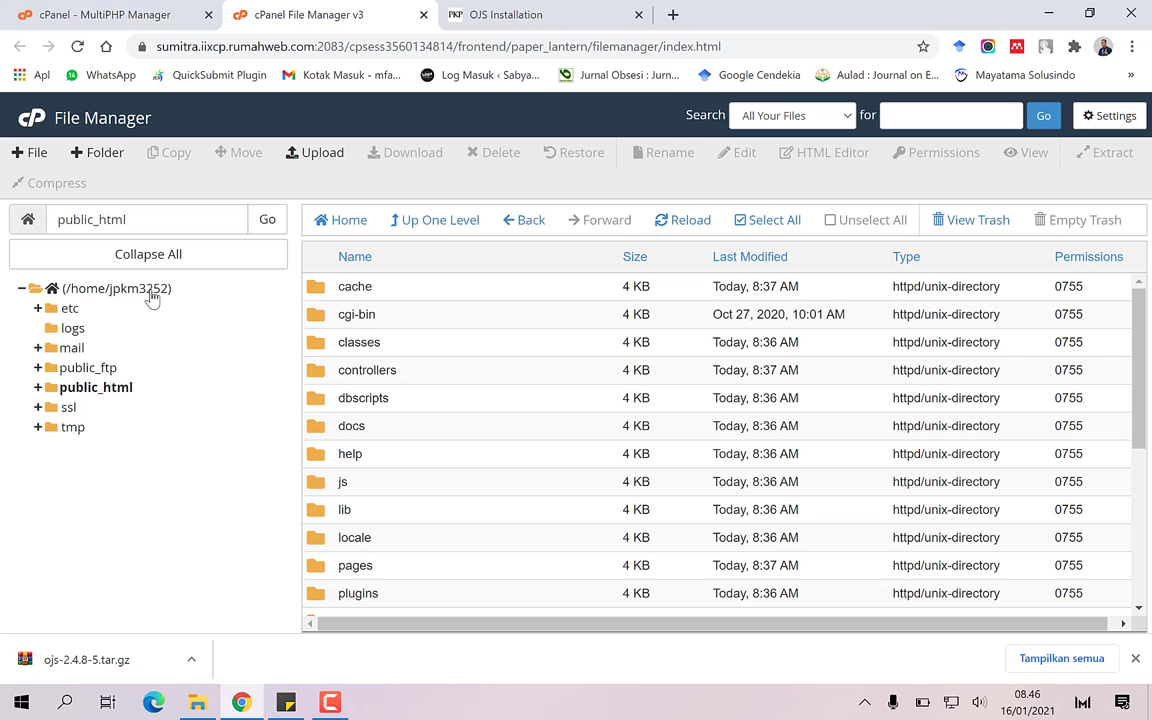 cPanel - MultiPHP Manager
cPanel File Manager v3
PKP OJS Installation
sumitra.iixcp.rumahweb.com:2083/cpsess3560134814/frontend/paper_lantern/filemanager/index.html
Apl WhatsApp QuickSubmit Plugin Kotak Masuk - mfa... Log Masuk ‹ Sabya... Jurnal Obsesi : Jurn... Google Cendekia Aulad : Journal on E... Mayatama Solusindo »
cP File Manager Search All Your Files for Go Settings
File Folder Copy Move Upload Download Delete Restore Rename Edit HTML Editor Permissions View Extract
Compress
public_html Go Home Up One Level Back Forward Reload Select All Unselect All View Trash Empty Trash
Collapse All
(/home/jpkm3252)
etc
logs
mail
public_ftp
public_html
ssl
tmp
Name Size Last Modified Type Permissions
cache 4 KB Today, 8:37 AM httpd/unix-directory 0755
cgi-bin 4 KB Oct 27, 2020, 10:01 AM httpd/unix-directory 0755
classes 4 KB Today, 8:36 AM httpd/unix-directory 0755
controllers 4 KB Today, 8:37 AM httpd/unix-directory 0755
dbscripts 4 KB Today, 8:36 AM httpd/unix-directory 0755
docs 4 KB Today, 8:36 AM httpd/unix-directory 0755
help 4 KB Today, 8:36 AM httpd/unix-directory 0755
js 4 KB Today, 8:36 AM httpd/unix-directory 0755
lib 4 KB Today, 8:36 AM httpd/unix-directory 0755
locale 4 KB Today, 8:36 AM httpd/unix-directory 0755
pages 4 KB Today, 8:37 AM httpd/unix-directory 0755
plugins 4 KB Today, 8:36 AM httpd/unix-directory 0755
ojs-2.4.8-5.tar.gz Tampilkan semua
08.46
16/01/2021